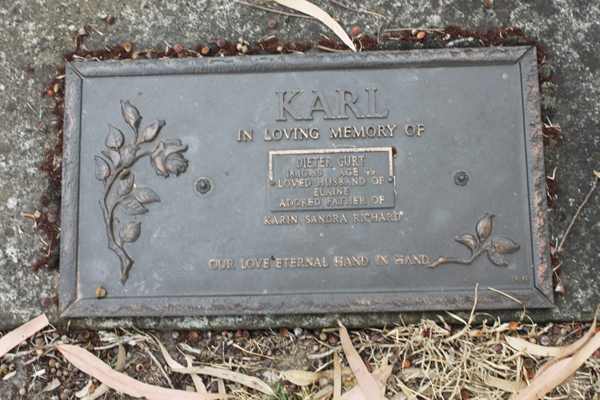 KARL
IN LOVING MEMORY OF
DIETER CURT
AGE 49
LOVED HUSBAND OF
ELAINE
ADORED FATHER OF
KARIN SANDRA RICHARD
OUR LOVE ETERNAL HAND IN HAND